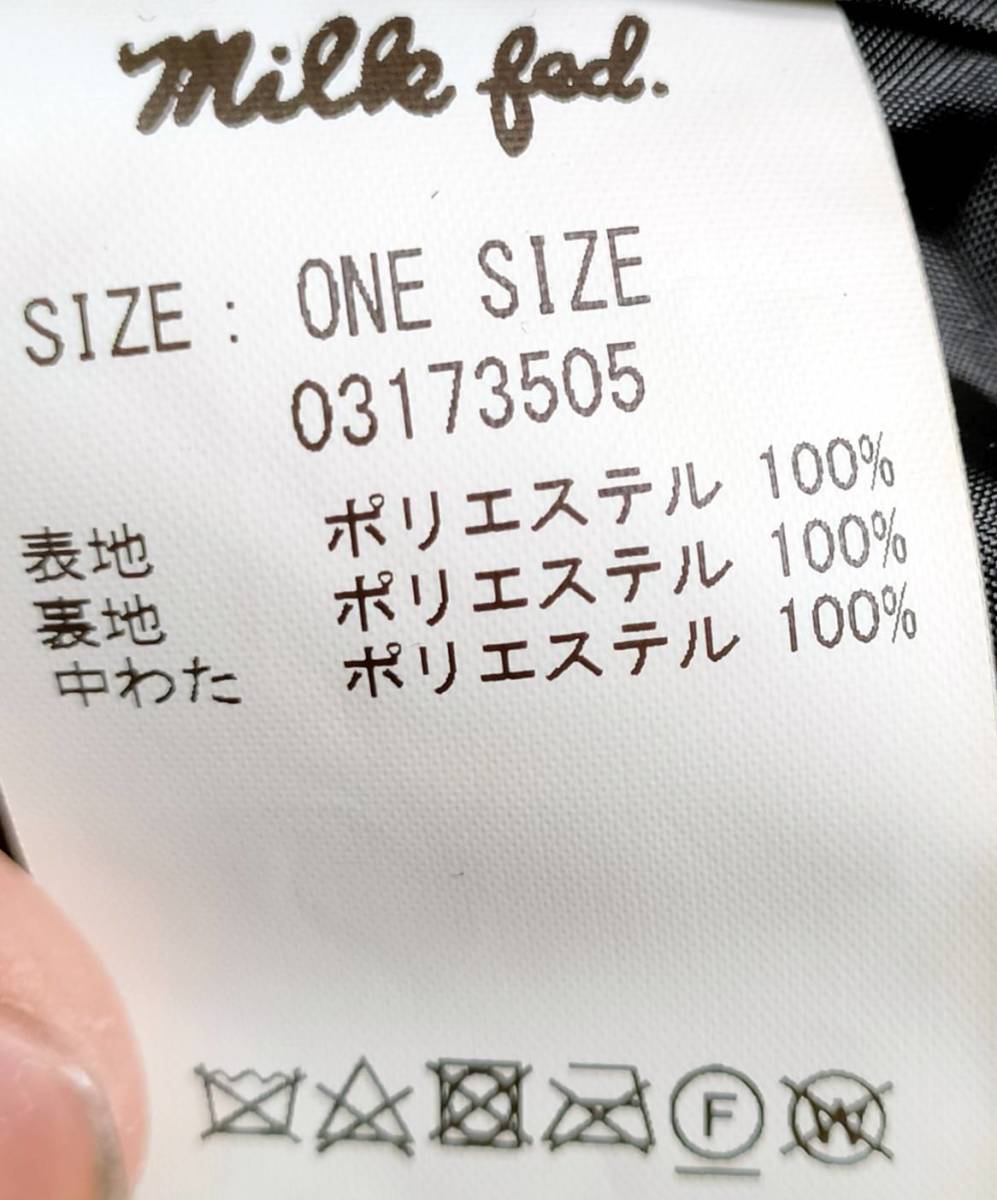 Milk fed.
SIZE : ONE SIZE
03173505
表地 ポリエステル 100%
裏地 ポリエステル 100%
中わた ポリエステル 100%
F
W